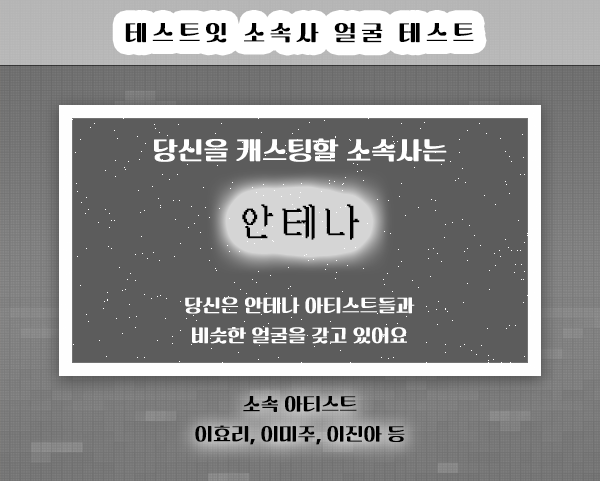 테스트잇 소속사 얼굴 테스트
당신을 캐스팅할 소속사는
안테나
당신은 안테나 아티스트들과
비슷한 얼굴을 갖고 있어요
소속 아티스트
이효리, 이미주, 이진아 등